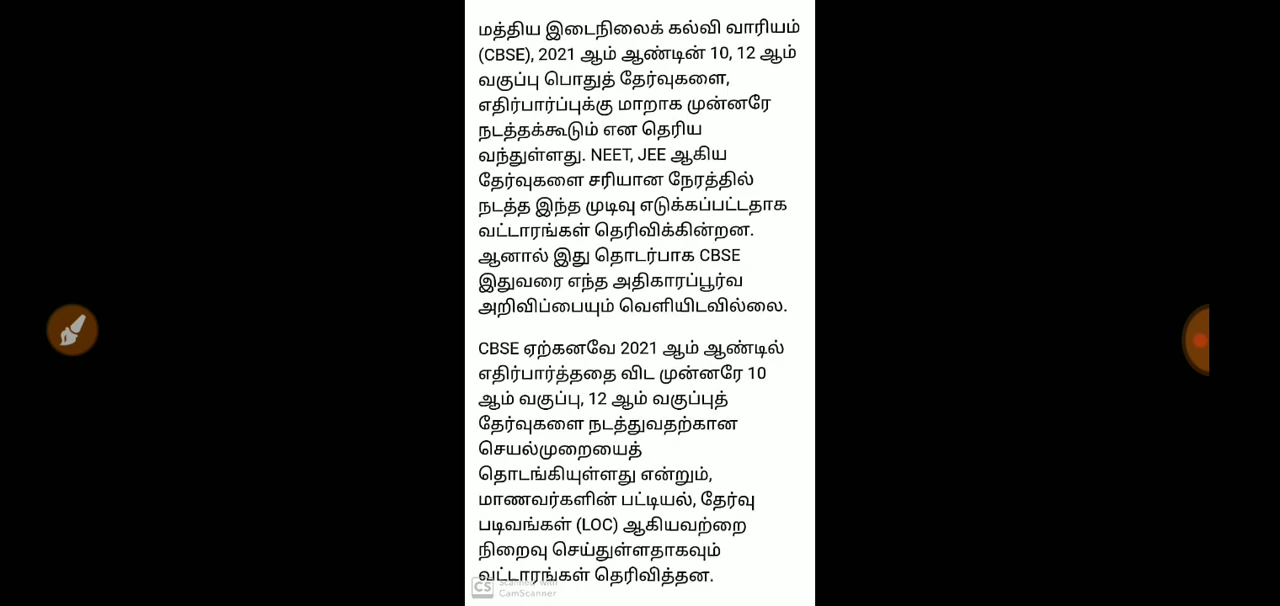 மத்திய இடைநிலைக் கல்வி வாரியம்
(CBSE), 2021 ஆம் ஆண்டின் 10, 12 ஆம்
வகுப்பு பொதுத் தேர்வுகளை,
எதிர்பார்ப்புக்கு மாறாக முன்னரே
நடத்தக்கூடும் என தெரிய
வந்துள்ளது. NEET, JEE ஆகிய
தேர்வுகளை சரியான நேரத்தில்
நடத்த இந்த முடிவு எடுக்கப்பட்டதாக
வட்டாரங்கள் தெரிவிக்கின்றன.
ஆனால் இது தொடர்பாக CBSE
இதுவரை எந்த அதிகாரப்பூர்வ
அறிவிப்பையும் வெளியிடவில்லை.
CBSE ஏற்கனவே 2021 ஆம் ஆண்டில்
எதிர்பார்த்ததை விட முன்னரே 10
ஆம் வகுப்பு, 12 ஆம் வகுப்புத்
தேர்வுகளை நடத்துவதற்கான
செயல்முறையைத்
தொடங்கியுள்ளது என்றும்,
மாணவர்களின் பட்டியல், தேர்வு
படிவங்கள் (LOC) ஆகியவற்றை
நிறைவு செய்துள்ளதாகவும்
வட்டாரங்கள் தெரிவித்தன.
CS Scanned with
CamScanner